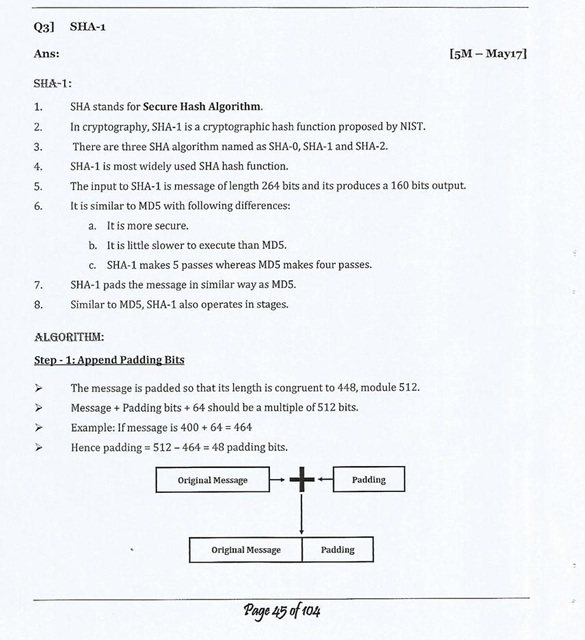 Q3] SHA-1
Ans: [5M – May17]
SHA-1:
1. SHA stands for Secure Hash Algorithm.
2. In cryptography, SHA-1 is a cryptographic hash function proposed by NIST.
3. There are three SHA algorithm named as SHA-0, SHA-1 and SHA-2.
4. SHA-1 is most widely used SHA hash function.
5. The input to SHA-1 is message of length 264 bits and its produces a 160 bits output.
6. It is similar to MD5 with following differences:
a. It is more secure.
b. It is little slower to execute than MD5.
c. SHA-1 makes 5 passes whereas MD5 makes four passes.
7. SHA-1 pads the message in similar way as MD5.
8. Similar to MD5, SHA-1 also operates in stages.
ALGORITHM:
Step - 1: Append Padding Bits
➢ The message is padded so that its length is congruent to 448, module 512.
➢ Message + Padding bits + 64 should be a multiple of 512 bits.
➢ Example: If message is 400 + 64 = 464
➢ Hence padding = 512 – 464 = 48 padding bits.
Original Message + Padding
Original Message Padding
Page 45 of 104